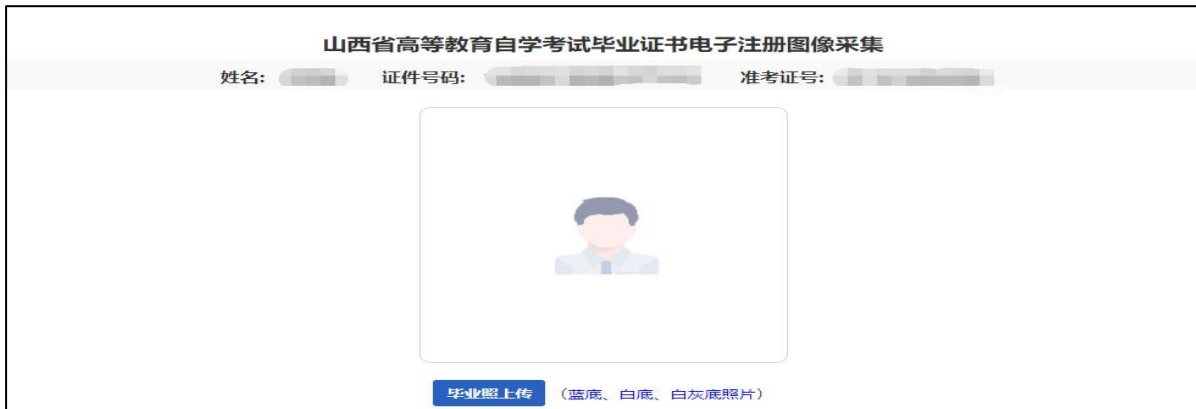 山西省高等教育自学考试毕业证书电子注册图像采集
姓名： 证件号码： 准考证号：
毕业照上传 （蓝底、白底、白灰底照片）